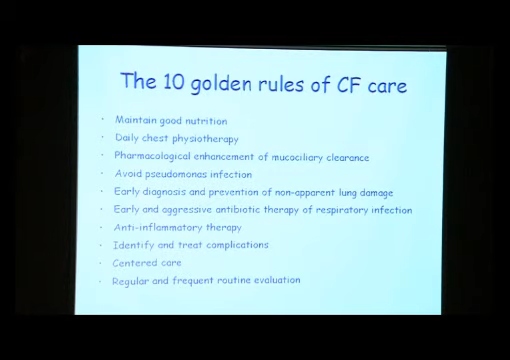 The 10 golden rules of CF care
· Maintain good nutrition
· Daily chest physiotherapy
· Pharmacological enhancement of mucociliary clearance
· Avoid pseudomonas infection
· Early diagnosis and prevention of non-apparent lung damage
· Early and aggressive antibiotic therapy of respiratory infection
· Anti-inflammatory therapy
· Identify and treat complications
· Centered care
· Regular and frequent routine evaluation